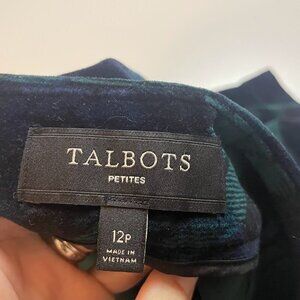 TALBOTS
PETITES
12P
MADE IN
VIETNAM